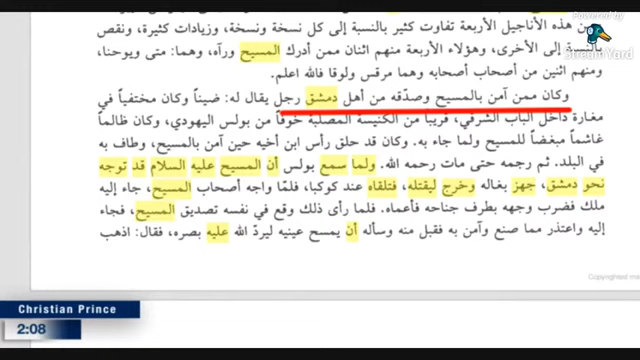 Powered by
StreamYard
من هذه الأناجيل الأربعة تفاوت كثير بالنسبة إلى كل نسخة ونسخة، وزيادات كثيرة، ونقص
بالنسبة إلى الأخرى، وهؤلاء الأربعة منهم اثنان ممن أدرك المسيح ورآه، وهما: متى ويوحنا،
ومنهم اثنين من أصحاب أصحابه وهما مرقس ولوقا فالله اعلم.
وكان ممن آمن بالمسيح وصدّقه من أهل دمشق رجل يقال له: ضيناً وكان مختفياً في
مغارة داخل الباب الشرقي، قريباً من الكنيسة المصلبة خوفاً من بولس اليهودي، وكان ظالماً
غاشماً مبغضاً للمسيح ولما جاء به. وكان قد حلق رأس ابن أخيه حين آمن بالمسيح، وطاف به
في البلد. ثم رجمه حتى مات رحمه الله. ولما سمع بولس أن المسيح عليه السلام قد توجه
نحو دمشق، جهز بغاله وخرج ليقتله، فتلقاه عند كوكبا، فلمّا واجه أصحاب المسيح، جاء إليه
ملك فضرب وجهه بطرف جناحه فأعماه. فلما رأى ذلك وقع في نفسه تصديق المسيح، فجاء
إليه واعتذر مما صنع وآمن به فقبل منه وسأله أن يمسح عينيه ليردّ الله عليه بصره، فقال: اذهب
Christian Prince
2:08